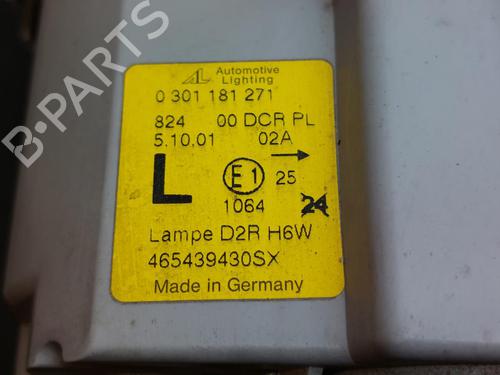 B-PARTS
AL Automotive
Lighting
0 301 181 271
824 00 DCR PL
5.10.01 02A
L E1 25
1064 24
Lampe D2R H6W
465439430SX
Made in Germany